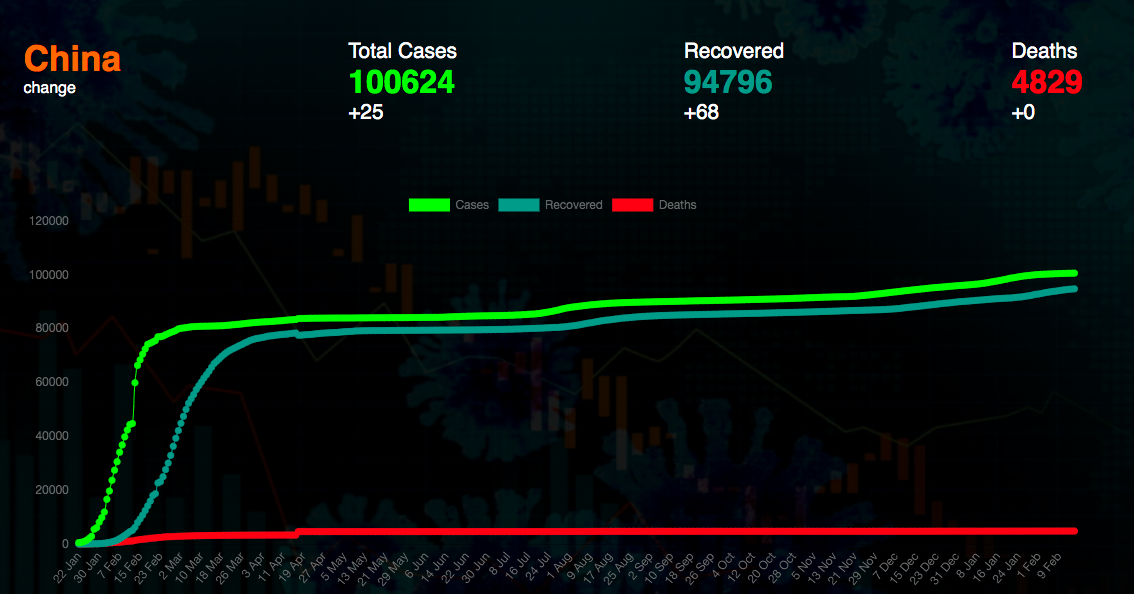 China
change
Total Cases
100624
+25
Recovered
94796
+68
Deaths
4829
+0
Cases
Recovered
Deaths
120000
100000
80000
60000
40000
20000
0
22 Jan
30 Jan
7 Feb
15 Feb
23 Feb
2 Mar
10 Mar
18 Mar
26 Mar
3 Apr
11 Apr
19 Apr
27 Apr
5 May
13 May
21 May
29 May
6 Jun
14 Jun
22 Jun
30 Jun
8 Jul
16 Jul
24 Jul
1 Aug
9 Aug
17 Aug
25 Aug
2 Sep
10 Sep
18 Sep
26 Sep
4 Oct
12 Oct
20 Oct
28 Oct
5 Nov
13 Nov
21 Nov
29 Nov
7 Dec
15 Dec
23 Dec
31 Dec
8 Jan
16 Jan
24 Jan
1 Feb
9 Feb